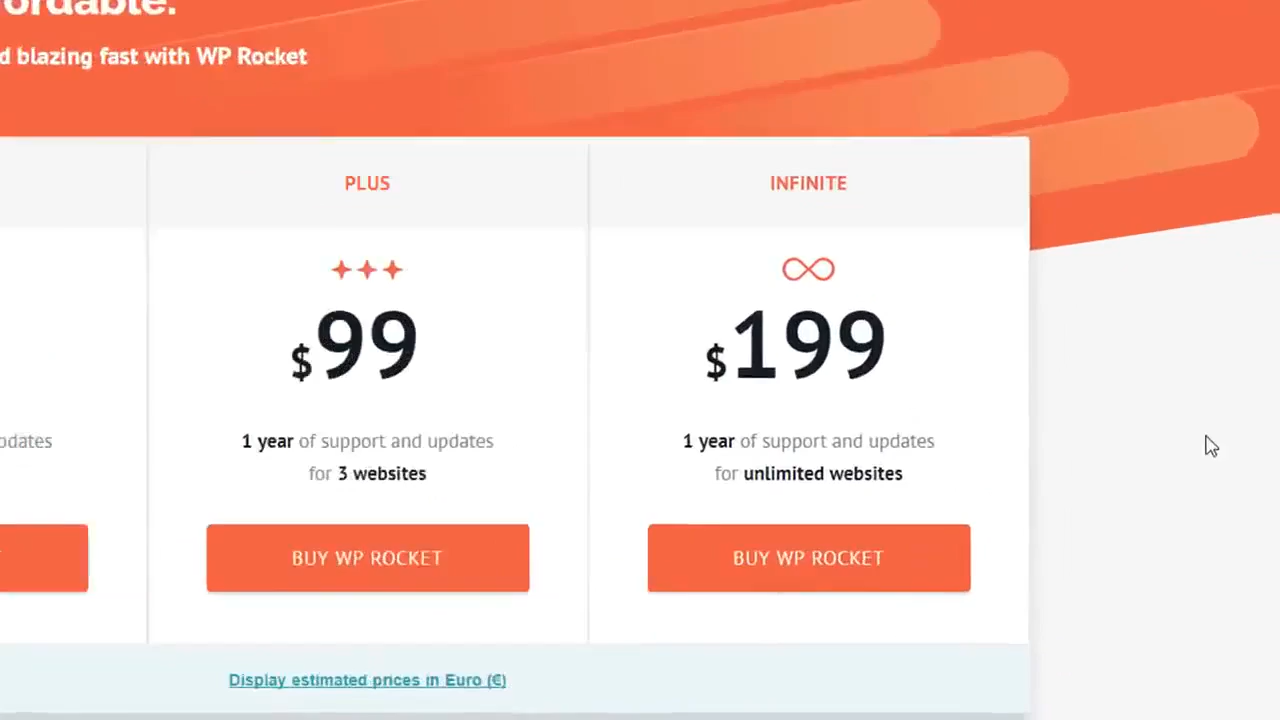 fordable.
d blazing fast with WP Rocket
PLUS
INFINITE
$99
$199
pdates
1 year of support and updates
for 3 websites
1 year of support and updates
for unlimited websites
BUY WP ROCKET
BUY WP ROCKET
Display estimated prices in Euro (€)